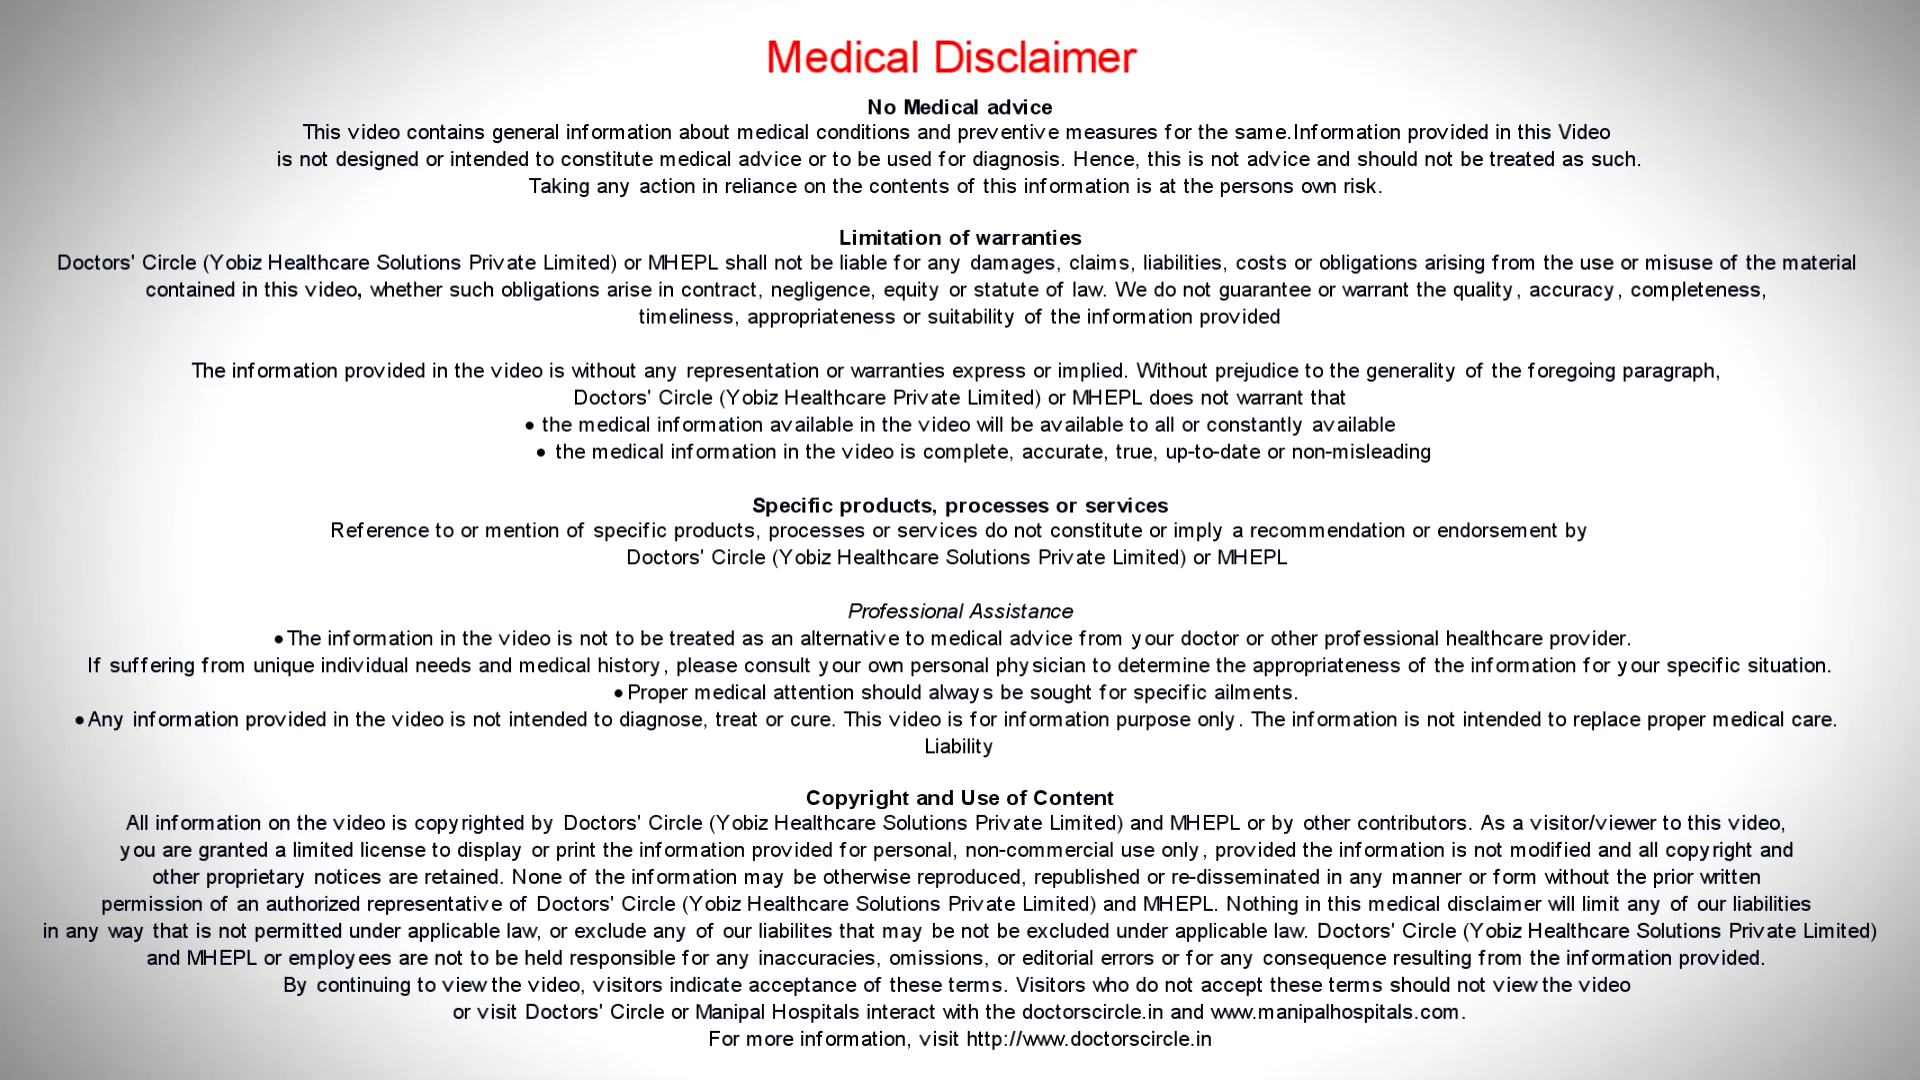 Medical Disclaimer
No Medical advice
This video contains general information about medical conditions and preventive measures for the same.Information provided in this Video
is not designed or intended to constitute medical advice or to be used for diagnosis. Hence, this is not advice and should not be treated as such.
Taking any action in reliance on the contents of this information is at the persons own risk.
Limitation of warranties
Doctors' Circle (Yobiz Healthcare Solutions Private Limited) or MHEPL shall not be liable for any damages, claims, liabilities, costs or obligations arising from the use or misuse of the material
contained in this video, whether such obligations arise in contract, negligence, equity or statute of law. We do not guarantee or warrant the quality, accuracy, completeness,
timeliness, appropriateness or suitability of the information provided
The information provided in the video is without any representation or warranties express or implied. Without prejudice to the generality of the foregoing paragraph,
Doctors' Circle (Yobiz Healthcare Private Limited) or MHEPL does not warrant that
• the medical information available in the video will be available to all or constantly available
• the medical information in the video is complete, accurate, true, up-to-date or non-misleading
Specific products, processes or services
Reference to or mention of specific products, processes or services do not constitute or imply a recommendation or endorsement by
Doctors' Circle (Yobiz Healthcare Solutions Private Limited) or MHEPL
Professional Assistance
•The information in the video is not to be treated as an alternative to medical advice from your doctor or other professional healthcare provider.
If suffering from unique individual needs and medical history, please consult your own personal physician to determine the appropriateness of the information for your specific situation.
•Proper medical attention should always be sought for specific ailments.
•Any information provided in the video is not intended to diagnose, treat or cure. This video is for information purpose only. The information is not intended to replace proper medical care.
Liability
Copyright and Use of Content
All information on the video is copyrighted by Doctors' Circle (Yobiz Healthcare Solutions Private Limited) and MHEPL or by other contributors. As a visitor/viewer to this video,
you are granted a limited license to display or print the information provided for personal, non-commercial use only, provided the information is not modified and all copyright and
other proprietary notices are retained. None of the information may be otherwise reproduced, republished or re-disseminated in any manner or form without the prior written
permission of an authorized representative of Doctors' Circle (Yobiz Healthcare Solutions Private Limited) and MHEPL. Nothing in this medical disclaimer will limit any of our liabilities
in any way that is not permitted under applicable law, or exclude any of our liabilites that may be not be excluded under applicable law. Doctors' Circle (Yobiz Healthcare Solutions Private Limited)
and MHEPL or employees are not to be held responsible for any inaccuracies, omissions, or editorial errors or for any consequence resulting from the information provided.
By continuing to view the video, visitors indicate acceptance of these terms. Visitors who do not accept these terms should not view the video
or visit Doctors' Circle or Manipal Hospitals interact with the doctorscircle.in and www.manipalhospitals.com.
For more information, visit http://www.doctorscircle.in